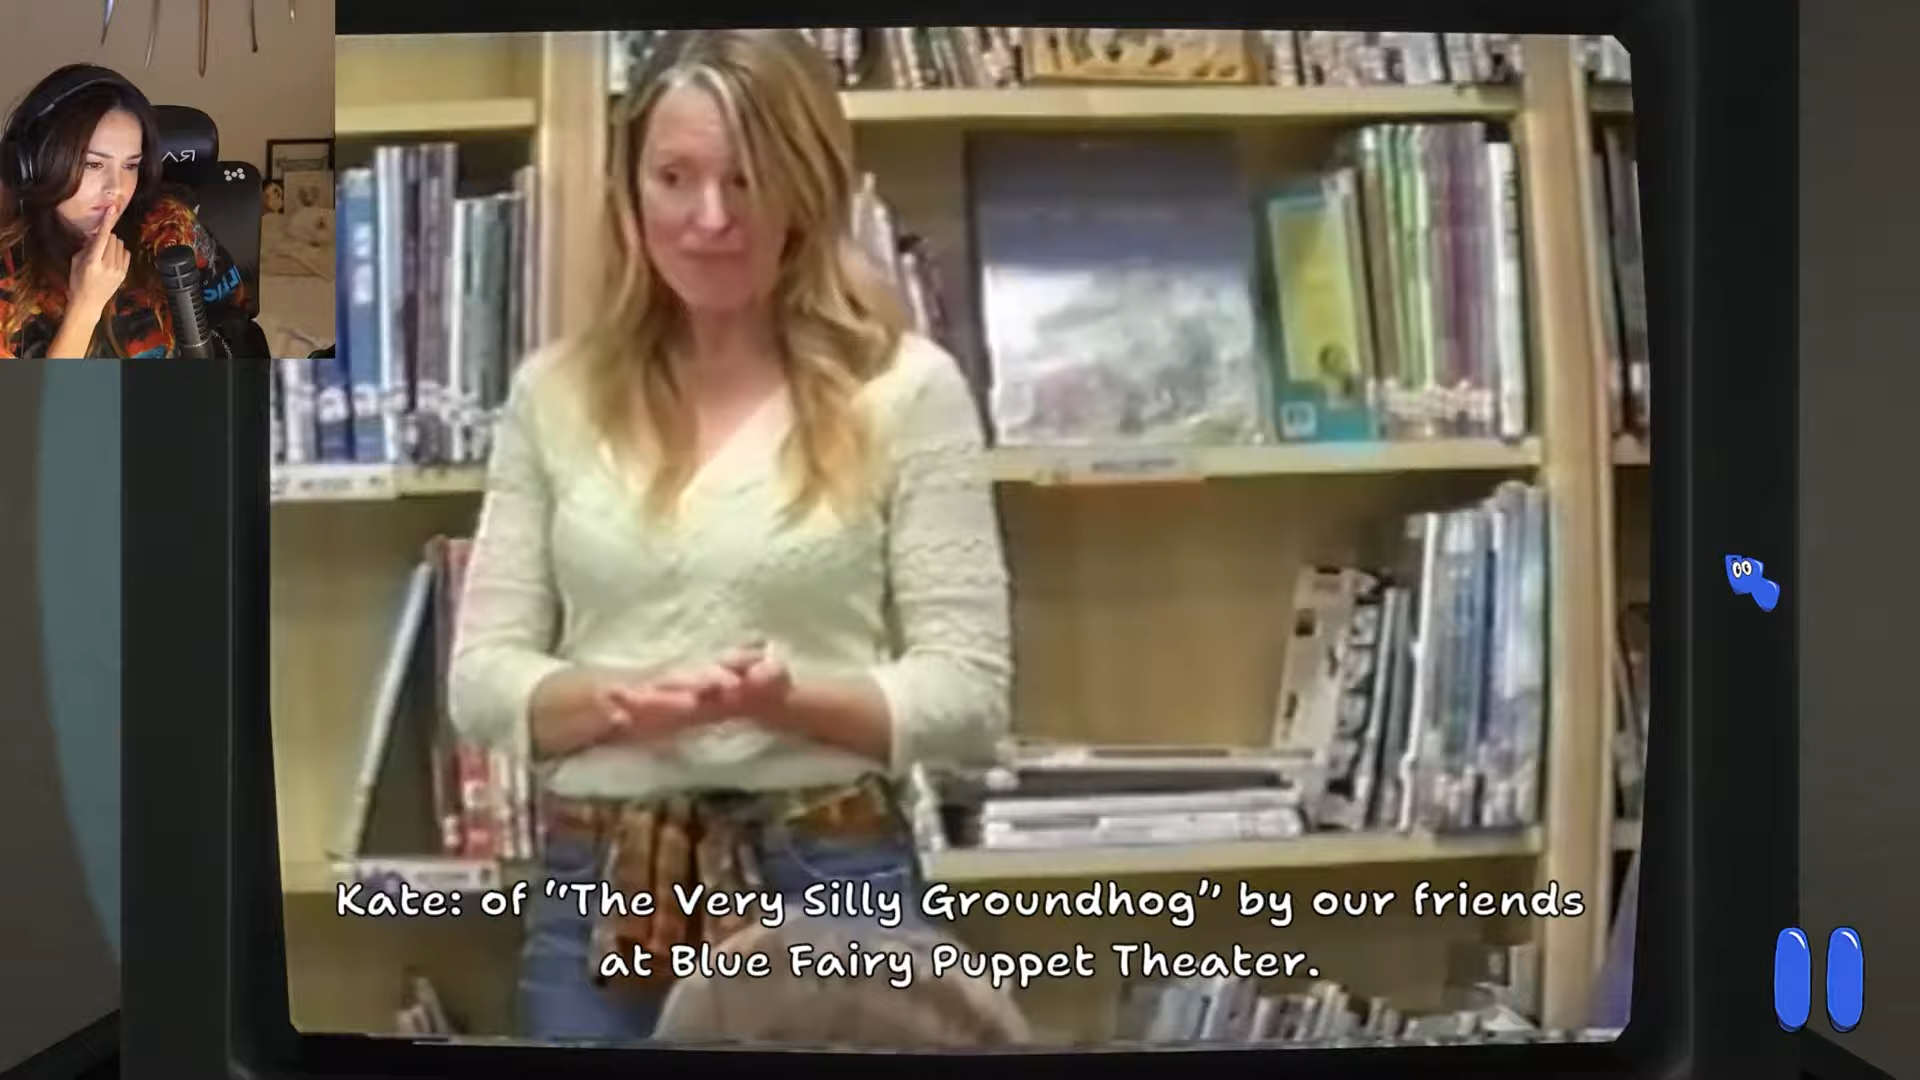 Kate: of "The Very Silly Groundhog" by our friends
at Blue Fairy Puppet Theater.